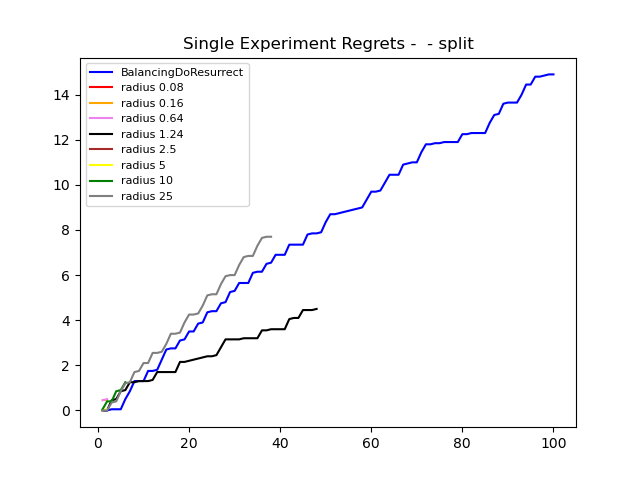 Single Experiment Regrets -  - split
BalancingDoResurrect
radius 0.08
radius 0.16
radius 0.64
radius 1.24
radius 2.5
radius 5
radius 10
radius 25
14
12
10
8
6
4
2
0
0 20 40 60 80 100